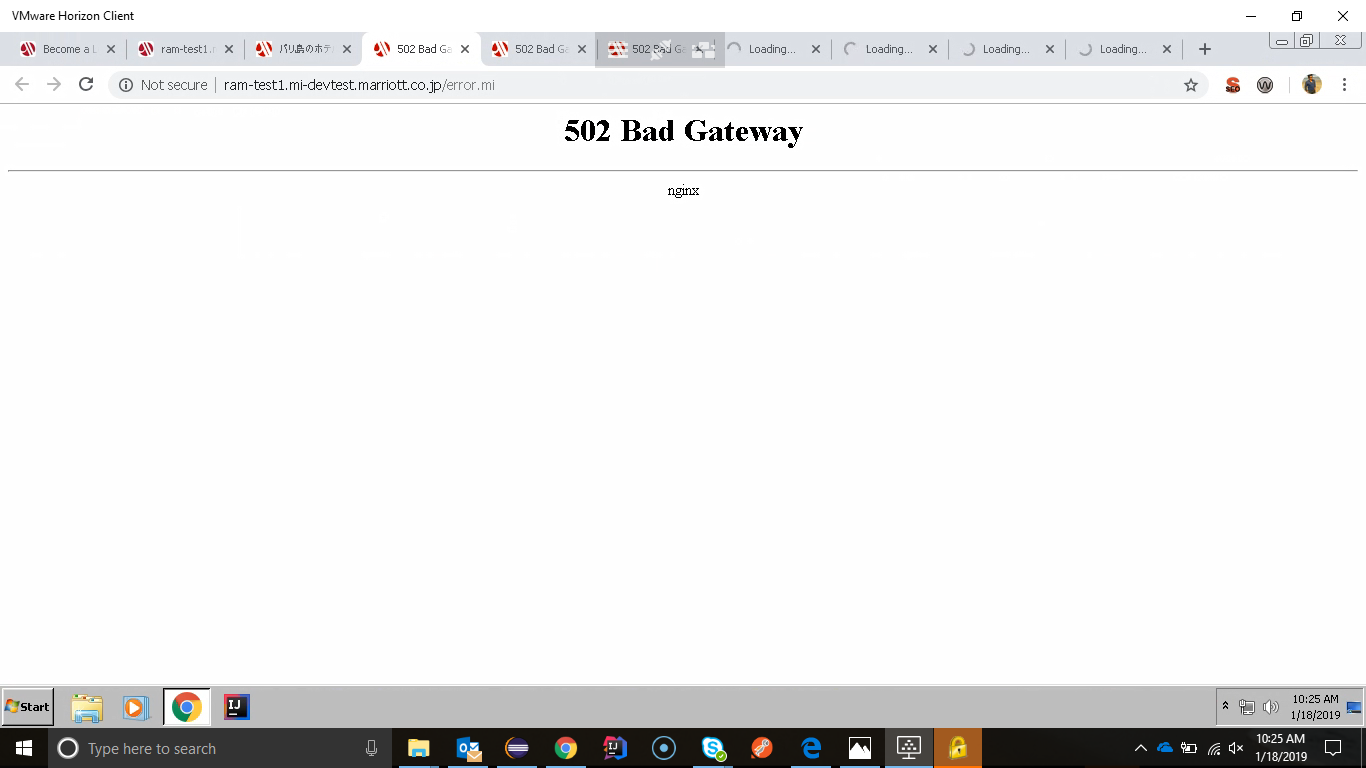 VMware Horizon Client
Become a L
ram-test1.r
バリ島のホテ
502 Bad Ga
502 Bad Ga
502 Bad Ga
Loading...
Loading...
Loading...
Loading...
Not secure
ram-test1.mi-devtest.marriott.co.jp/error.mi
502 Bad Gateway
nginx
Start
10:25 AM
1/18/2019
Type here to search
10:25 AM
1/18/2019